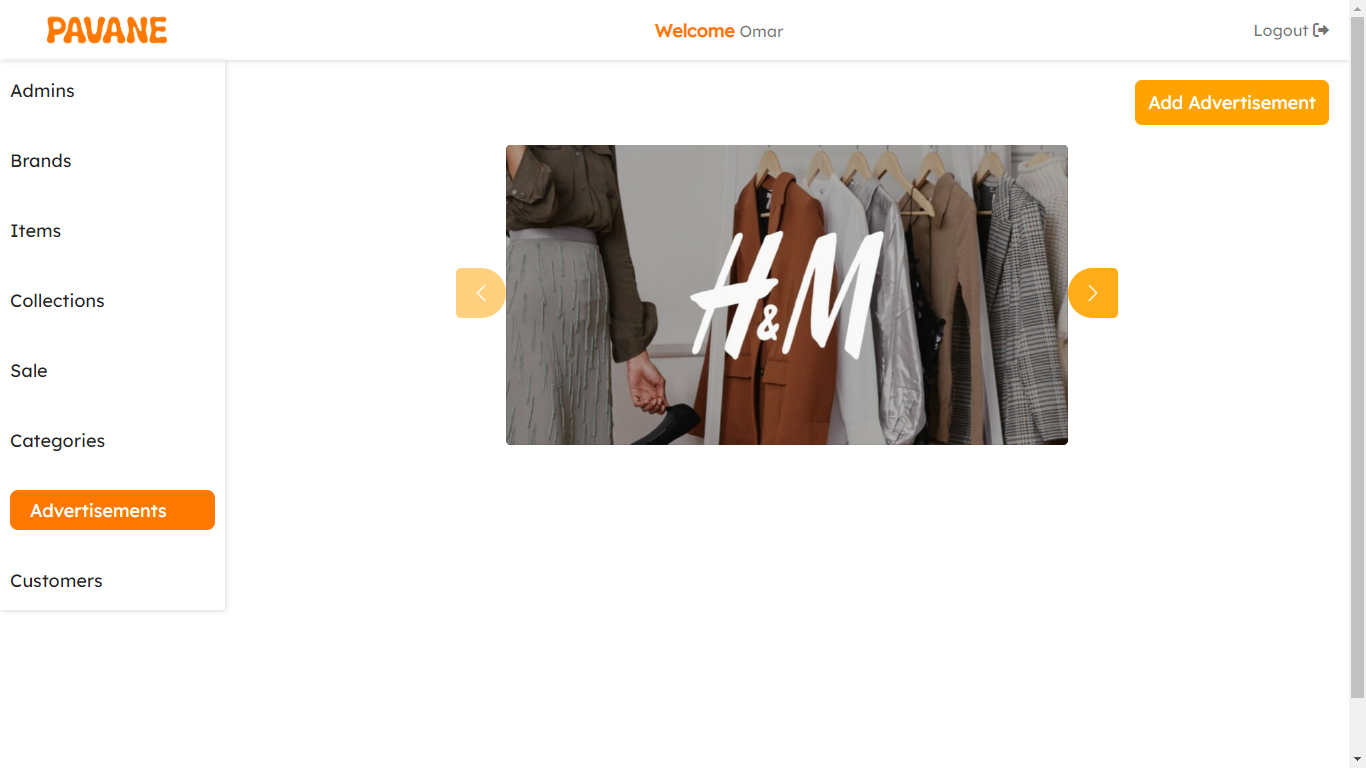 PAVANE
Welcome Omar
Logout
Admins
Brands
Items
Collections
Sale
Categories
Advertisements
Customers
Add Advertisement
H&M